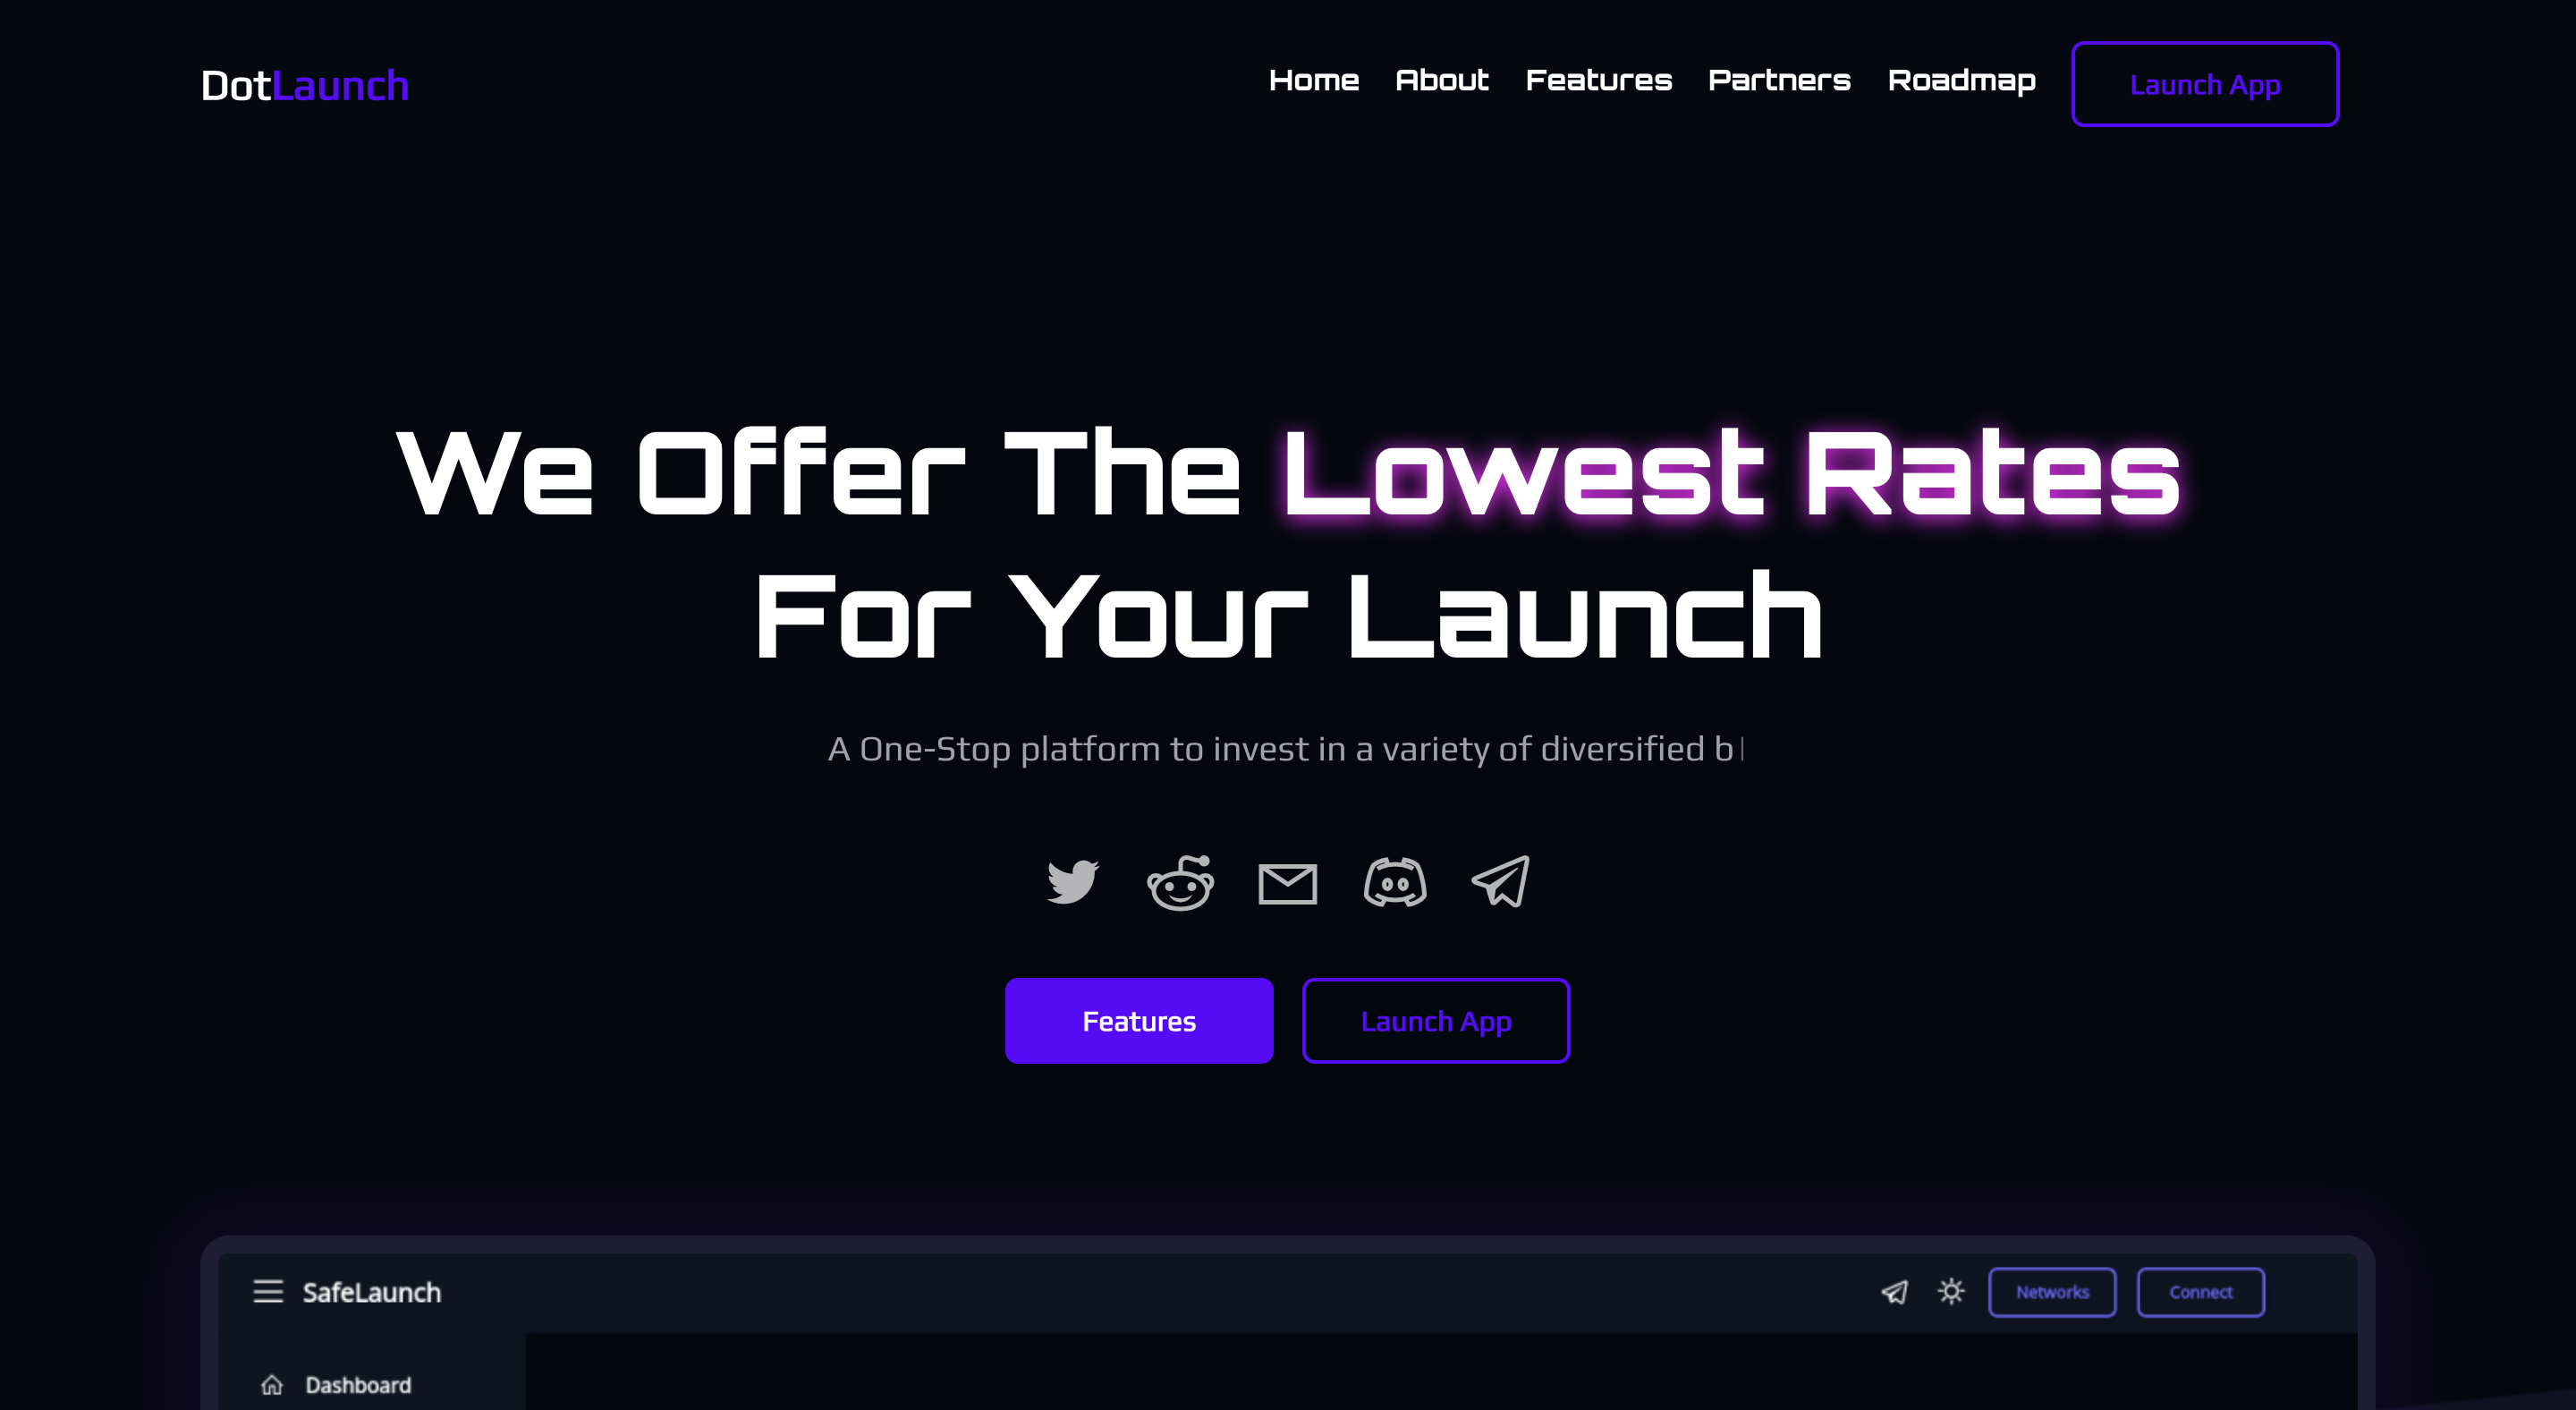 DotLaunch
Home About Features Partners Roadmap Launch App
We Offer The Lowest Rates
For Your Launch
A One-Stop platform to invest in a variety of diversified b
Features Launch App
SafeLaunch Networks Connect
Dashboard